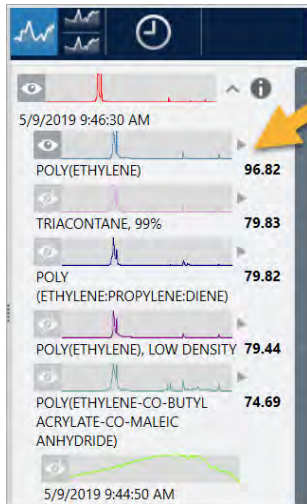 5/9/2019 9:46:30 AM
POLY(ETHYLENE) 96.82
TRIACONTANE, 99% 79.83
POLY 79.82
(ETHYLENE:PROPYLENE:DIENE)
POLY(ETHYLENE), LOW DENSITY 79.44
POLY(ETHYLENE-CO-BUTYL 74.69
ACRYLATE-CO-MALEIC
ANHYDRIDE)
5/9/2019 9:44:50 AM